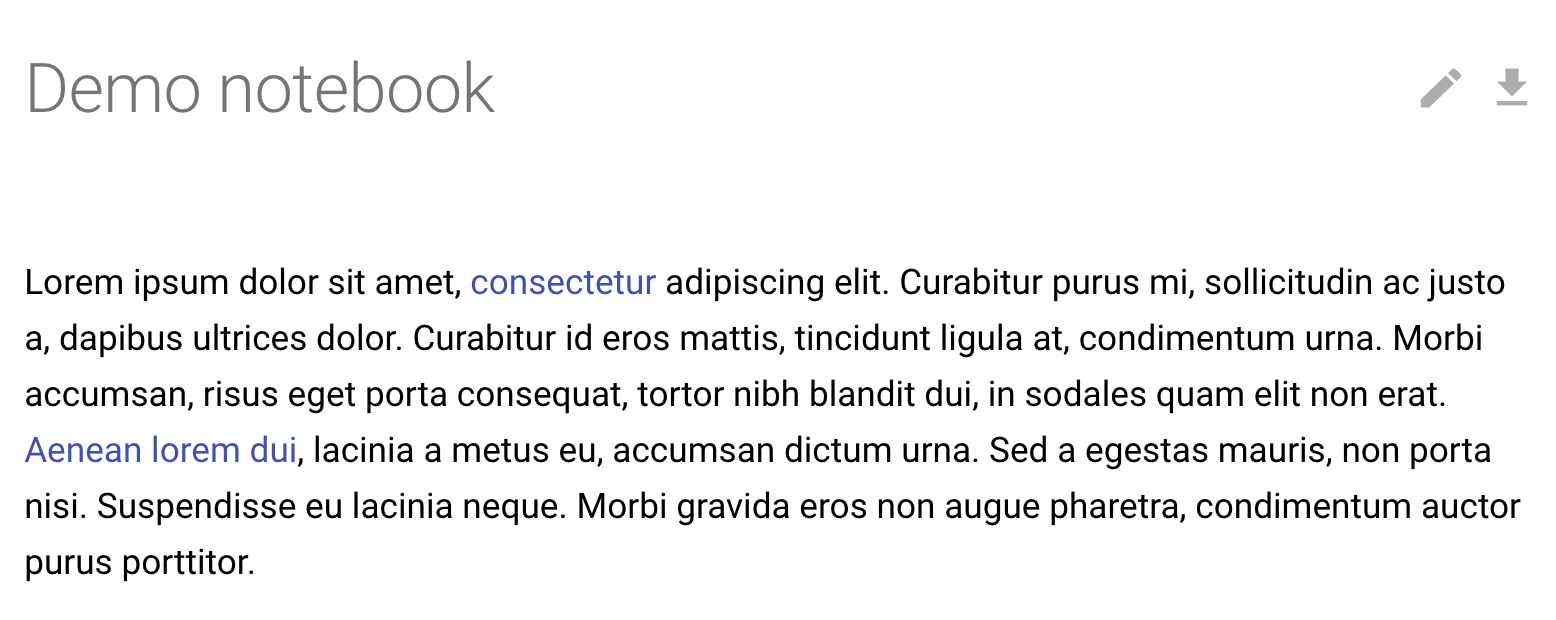 Demo notebook
Lorem ipsum dolor sit amet, consectetur adipiscing elit. Curabitur purus mi, sollicitudin ac justo
a, dapibus ultrices dolor. Curabitur id eros mattis, tincidunt ligula at, condimentum urna. Morbi
accumsan, risus eget porta consequat, tortor nibh blandit dui, in sodales quam elit non erat.
Aenean lorem dui, lacinia a metus eu, accumsan dictum urna. Sed a egestas mauris, non porta
nisi. Suspendisse eu lacinia neque. Morbi gravida eros non augue pharetra, condimentum auctor
purus porttitor.